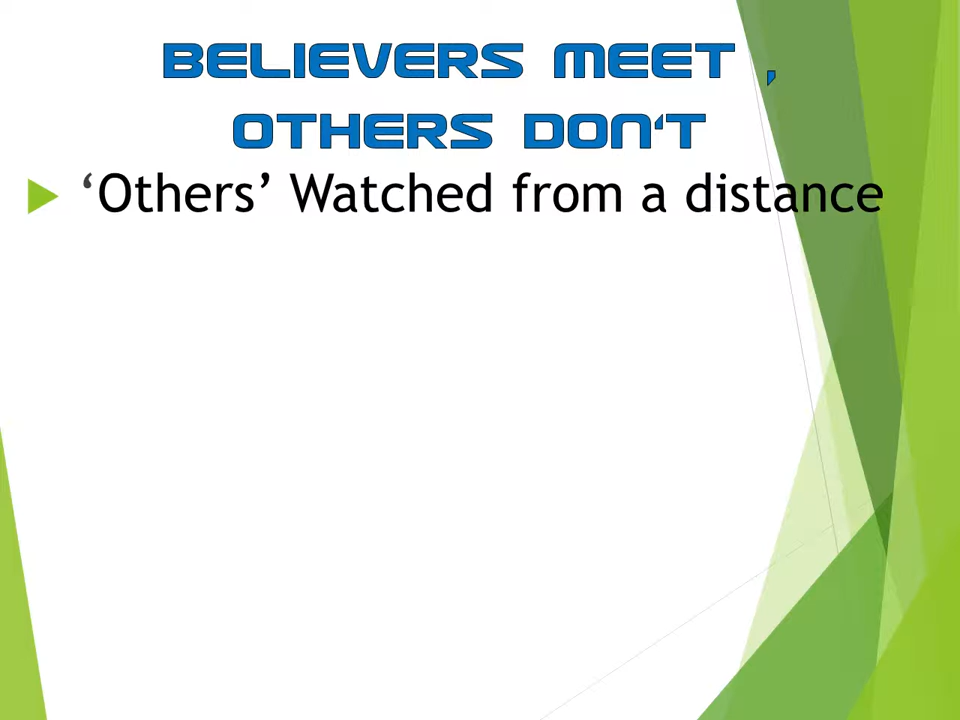 BELIEVERS MEET ,
OTHERS DON‘T
‘Others’ Watched from a distance